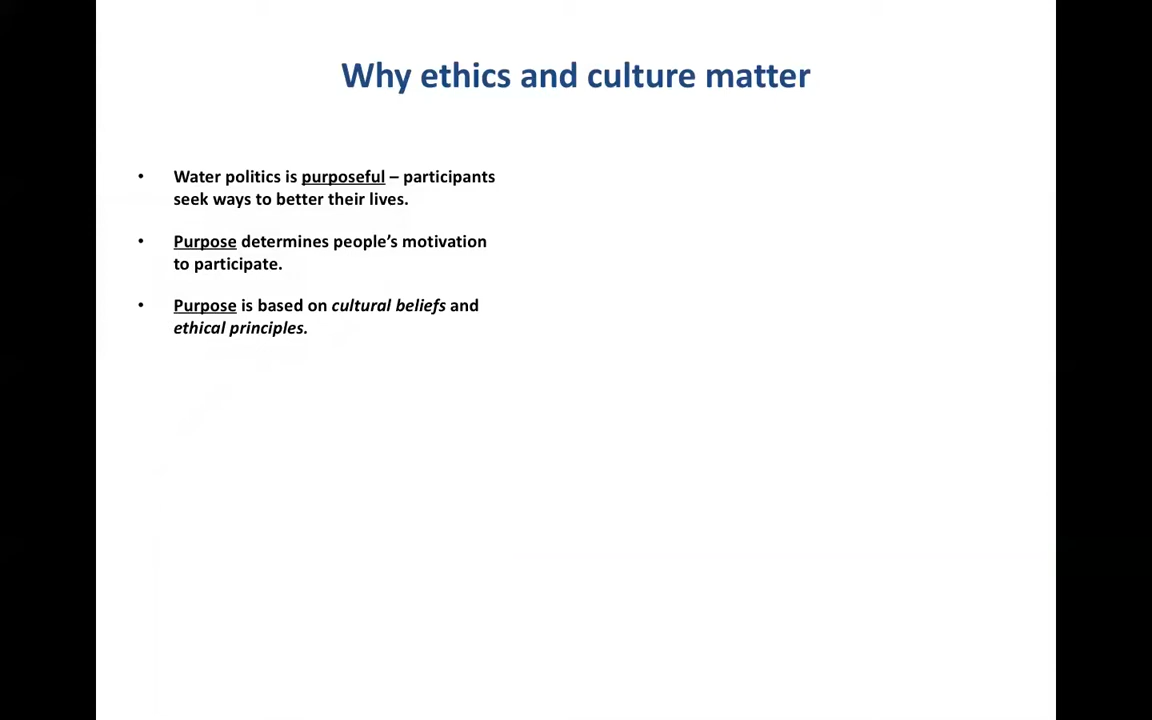 Why ethics and culture matter
• Water politics is purposeful – participants
seek ways to better their lives.
• Purpose determines people’s motivation
to participate.
• Purpose is based on cultural beliefs and
ethical principles.